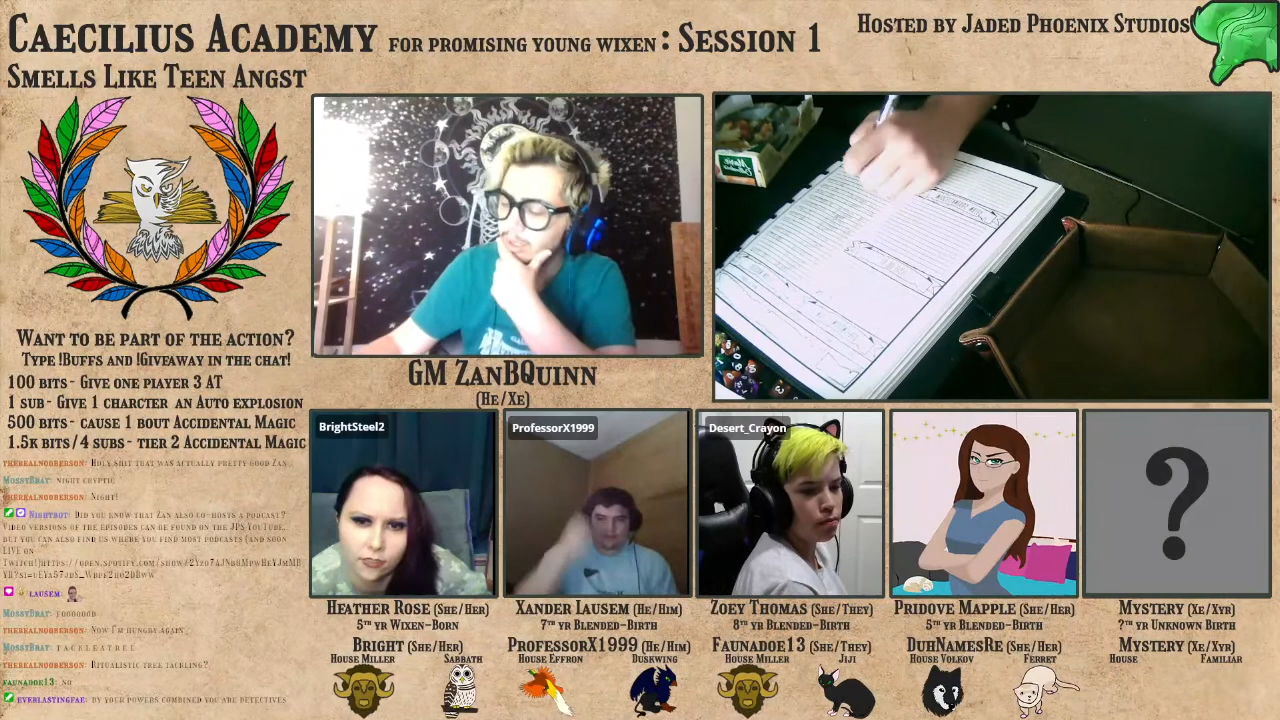 Caecilius Academy for promising young wixen: Session 1
Hosted by Jaded Phoenix Studios
Smells Like Teen Angst
Want to be part of the action?
Type !Buffs and !Giveaway in the chat!
100 bits - Give one player 3 AT
1 sub - Give 1 charcter an Auto explosion
500 bits - cause 1 bout Accidental Magic
1.5k bits/4 subs - tier 2 Accidental Magic
therealnoberson: Holy shit that was actually pretty good Zan
MossyBray: night cryptic
therealnoberson: Night!
Nightbot: Did you know that Zan also co-hosts a podcast?
Video versions of the episodes can be found on the JPS YouTube,
but you can also find us where you find most podcasts (and soon
LIVE on
lausem:
MossyBray: fooooood
therealnoberson: Now I'm hungry again
MossyBray: tackleatree
therealnoberson: Ritualistic tree tackling?
faunadoe13: no
everblastingfae: by your powers combined you are detectives
GM ZanBQuinn
(He/Xe)
BrightSteel2
ProfessorX1999
Desert_Crayon
?
Heather Rose (She/Her)
5th yr Wixen-Born
Bright (She/Her)
House Miller
Sabbath
Xander Lausem (He/Him)
7th yr Blended-Birth
ProfessorX1999 (He/Him)
House Effron
Duskwing
Zoey Thomas (She/They)
8th yr Blended-Birth
Faunadoe13 (She/They)
House Miller
Jiji
Pridove Mapple (She/Her)
5th yr Blended-Birth
DuhNamesRe (She/Her)
House Volkov
Ferret
Mystery (Xe/Xyr)
?th yr Unknown Birth
Mystery (Xe/Xyr)
House
Familiar